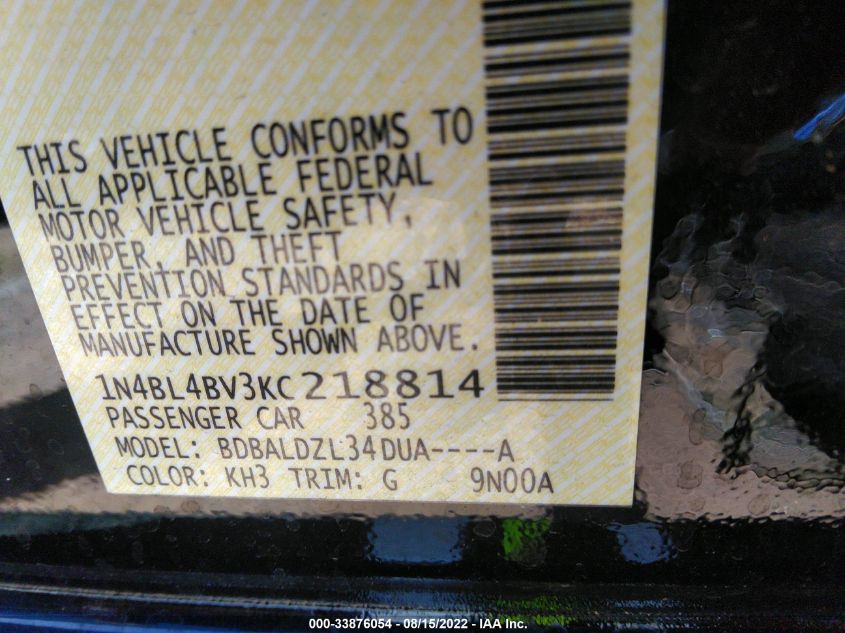 THIS VEHICLE CONFORMS TO
ALL APPLICABLE FEDERAL
MOTOR VEHICLE SAFETY,
BUMPER, AND THEFT
PREVENTION STANDARDS IN
EFFECT ON THE DATE OF
MANUFACTURE SHOWN ABOVE.
1N4BL4BV3KC218814
PASSENGER CAR 385
MODEL: BDBALDZL34DUA----A
COLOR: KH3 TRIM: G 9N00A
000-33876054 - 08/15/2022 - IAA Inc.